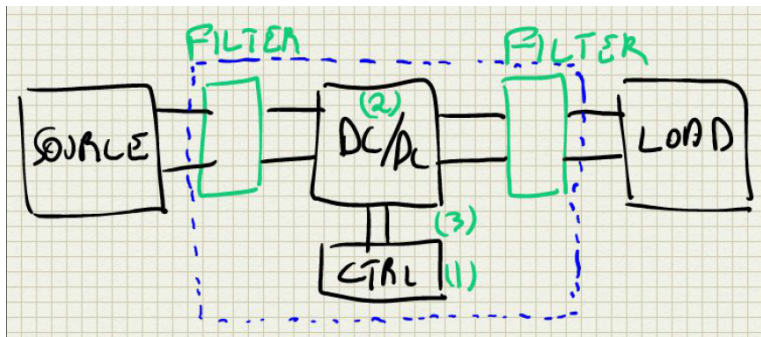 FILTER
FILTER
(2)
SOURCE
DC/DC
LOAD
(3)
CTRL
(1)